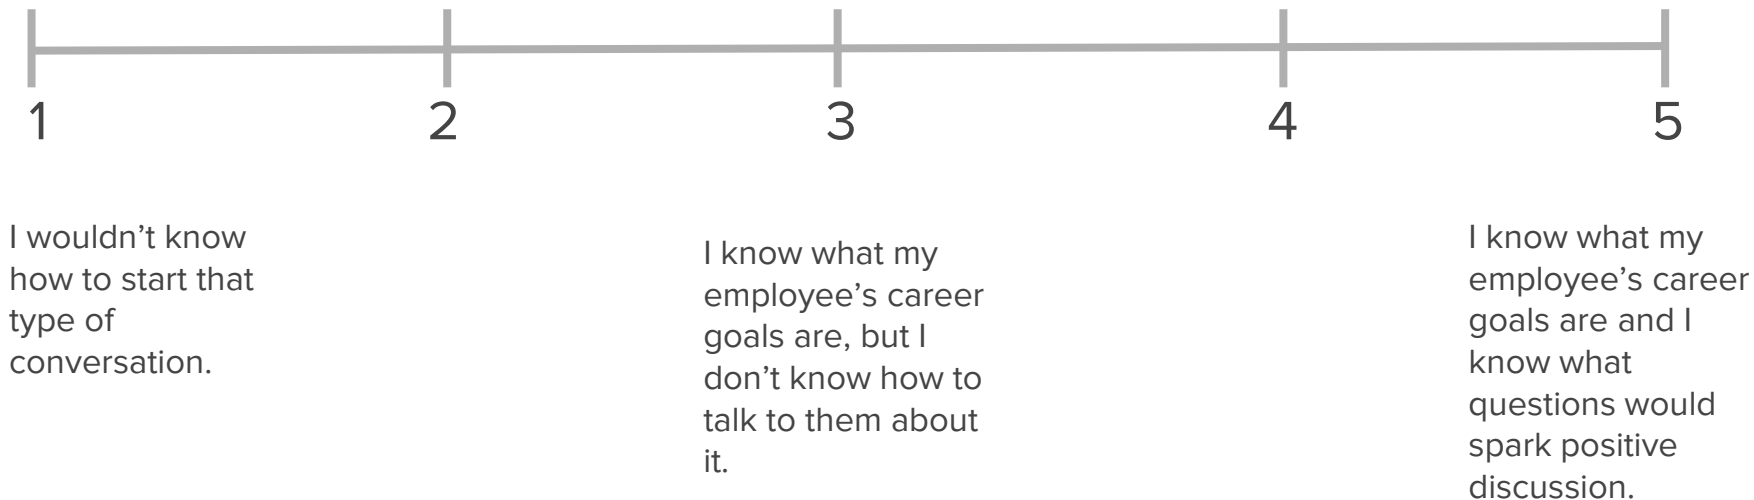 1
2
3
4
5
I wouldn’t know
how to start that
type of
conversation.
I know what my
employee’s career
goals are, but I
don’t know how to
talk to them about
it.
I know what my
employee’s career
goals are and I
know what
questions would
spark positive
discussion.